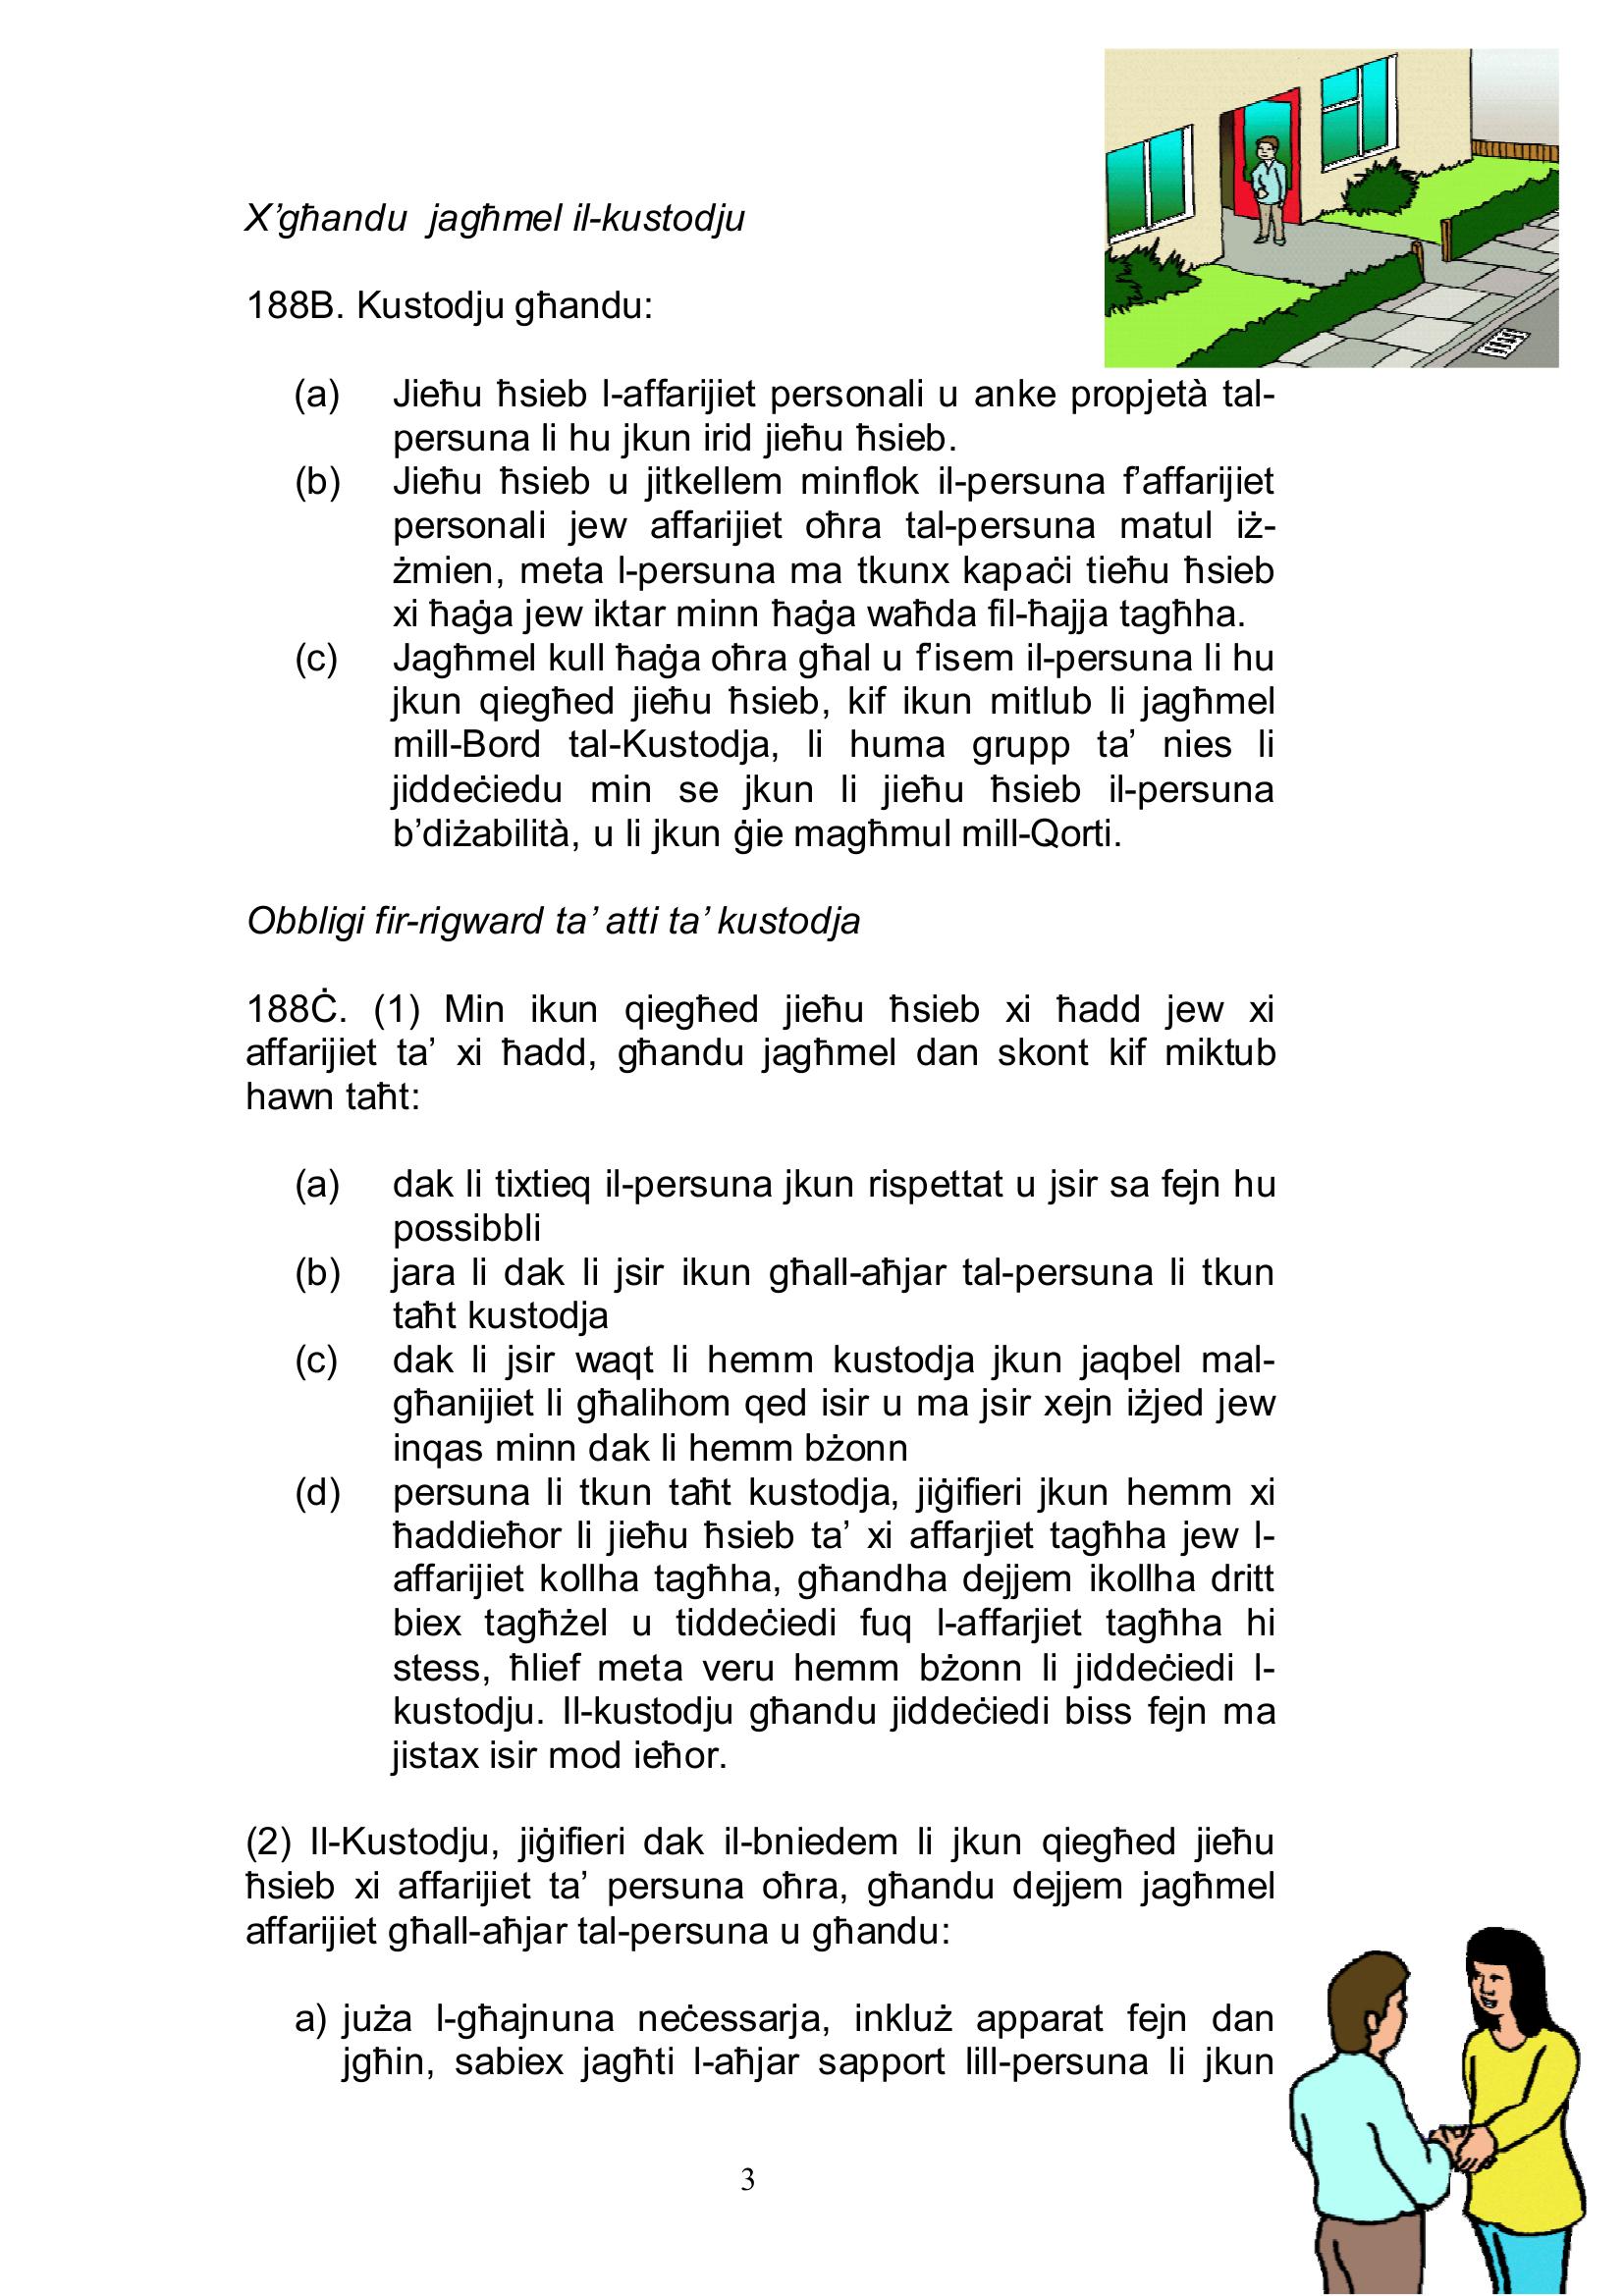 X’għandu jagħmel il-kustodju
188B. Kustodju għandu:
(a) Jieħu ħsieb l-affarijiet personali u anke propjetà tal-
persuna li hu jkun irid jieħu ħsieb.
(b) Jieħu ħsieb u jitkellem minflok il-persuna f’affarijiet
personali jew affarijiet oħra tal-persuna matul iż-
żmien, meta l-persuna ma tkunx kapaċi tieħu ħsieb
xi ħaġa jew iktar minn ħaġa waħda fil-ħajja tagħha.
(c) Jagħmel kull ħaġa oħra għal u f’isem il-persuna li hu
jkun qiegħed jieħu ħsieb, kif ikun mitlub li jagħmel
mill-Bord tal-Kustodja, li huma grupp ta’ nies li
jiddeċiedu min se jkun li jieħu ħsieb il-persuna
b’diżabilità, u li jkun ġie magħmul mill-Qorti.
Obbligi fir-rigward ta’ atti ta’ kustodja
188Ċ. (1) Min ikun qiegħed jieħu ħsieb xi ħadd jew xi
affarijiet ta’ xi ħadd, għandu jagħmel dan skont kif miktub
hawn taħt:
(a) dak li tixtieq il-persuna jkun rispettat u jsir sa fejn hu
possibbli
(b) jara li dak li jsir ikun għall-aħjar tal-persuna li tkun
taħt kustodja
(c) dak li jsir waqt li hemm kustodja jkun jaqbel mal-
għanijiet li għalihom qed isir u ma jsir xejn iżjed jew
inqas minn dak li hemm bżonn
(d) persuna li tkun taħt kustodja, jiġifieri jkun hemm xi
ħaddieħor li jieħu ħsieb ta’ xi affarjiet tagħha jew l-
affarijiet kollha tagħha, għandha dejjem ikollha dritt
biex tagħżel u tiddeċiedi fuq l-affarjiet tagħha hi
stess, ħlief meta veru hemm bżonn li jiddeċiedi l-
kustodju. Il-kustodju għandu jiddeċiedi biss fejn ma
jistax isir mod ieħor.
(2) Il-Kustodju, jiġifieri dak il-bniedem li jkun qiegħed jieħu
ħsieb xi affarijiet ta’ persuna oħra, għandu dejjem jagħmel
affarijiet għall-aħjar tal-persuna u għandu:
a) juża l-għajnuna neċessarja, inkluż apparat fejn dan
jgħin, sabiex jagħti l-aħjar sapport lill-persuna li jkun
3